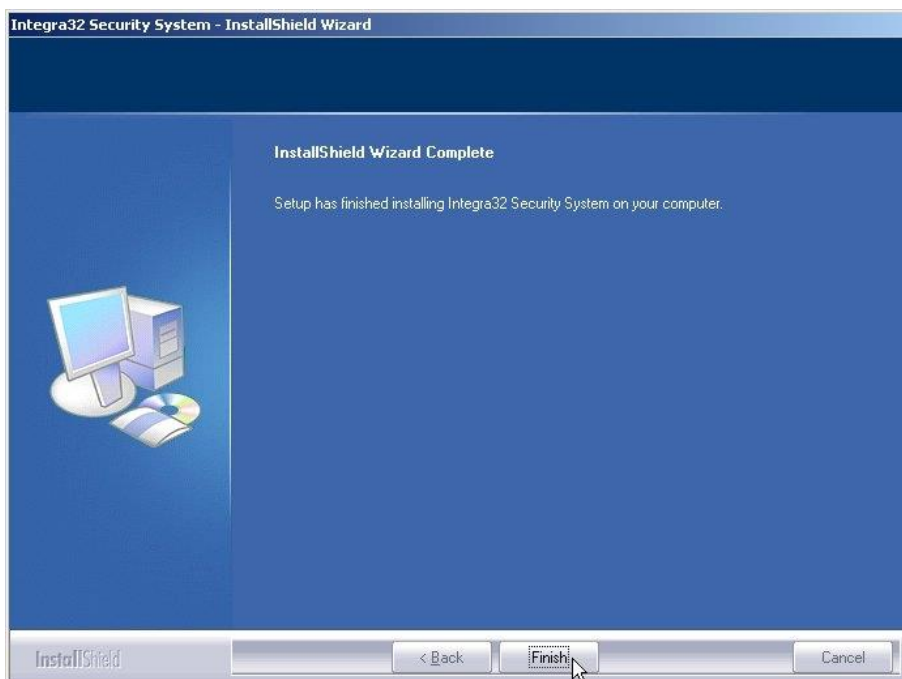 Integra32 Security System - InstallShield Wizard
InstallShield Wizard Complete
Setup has finished installing Integra32 Security System on your computer.
InstallShield
< Back
Finish
Cancel